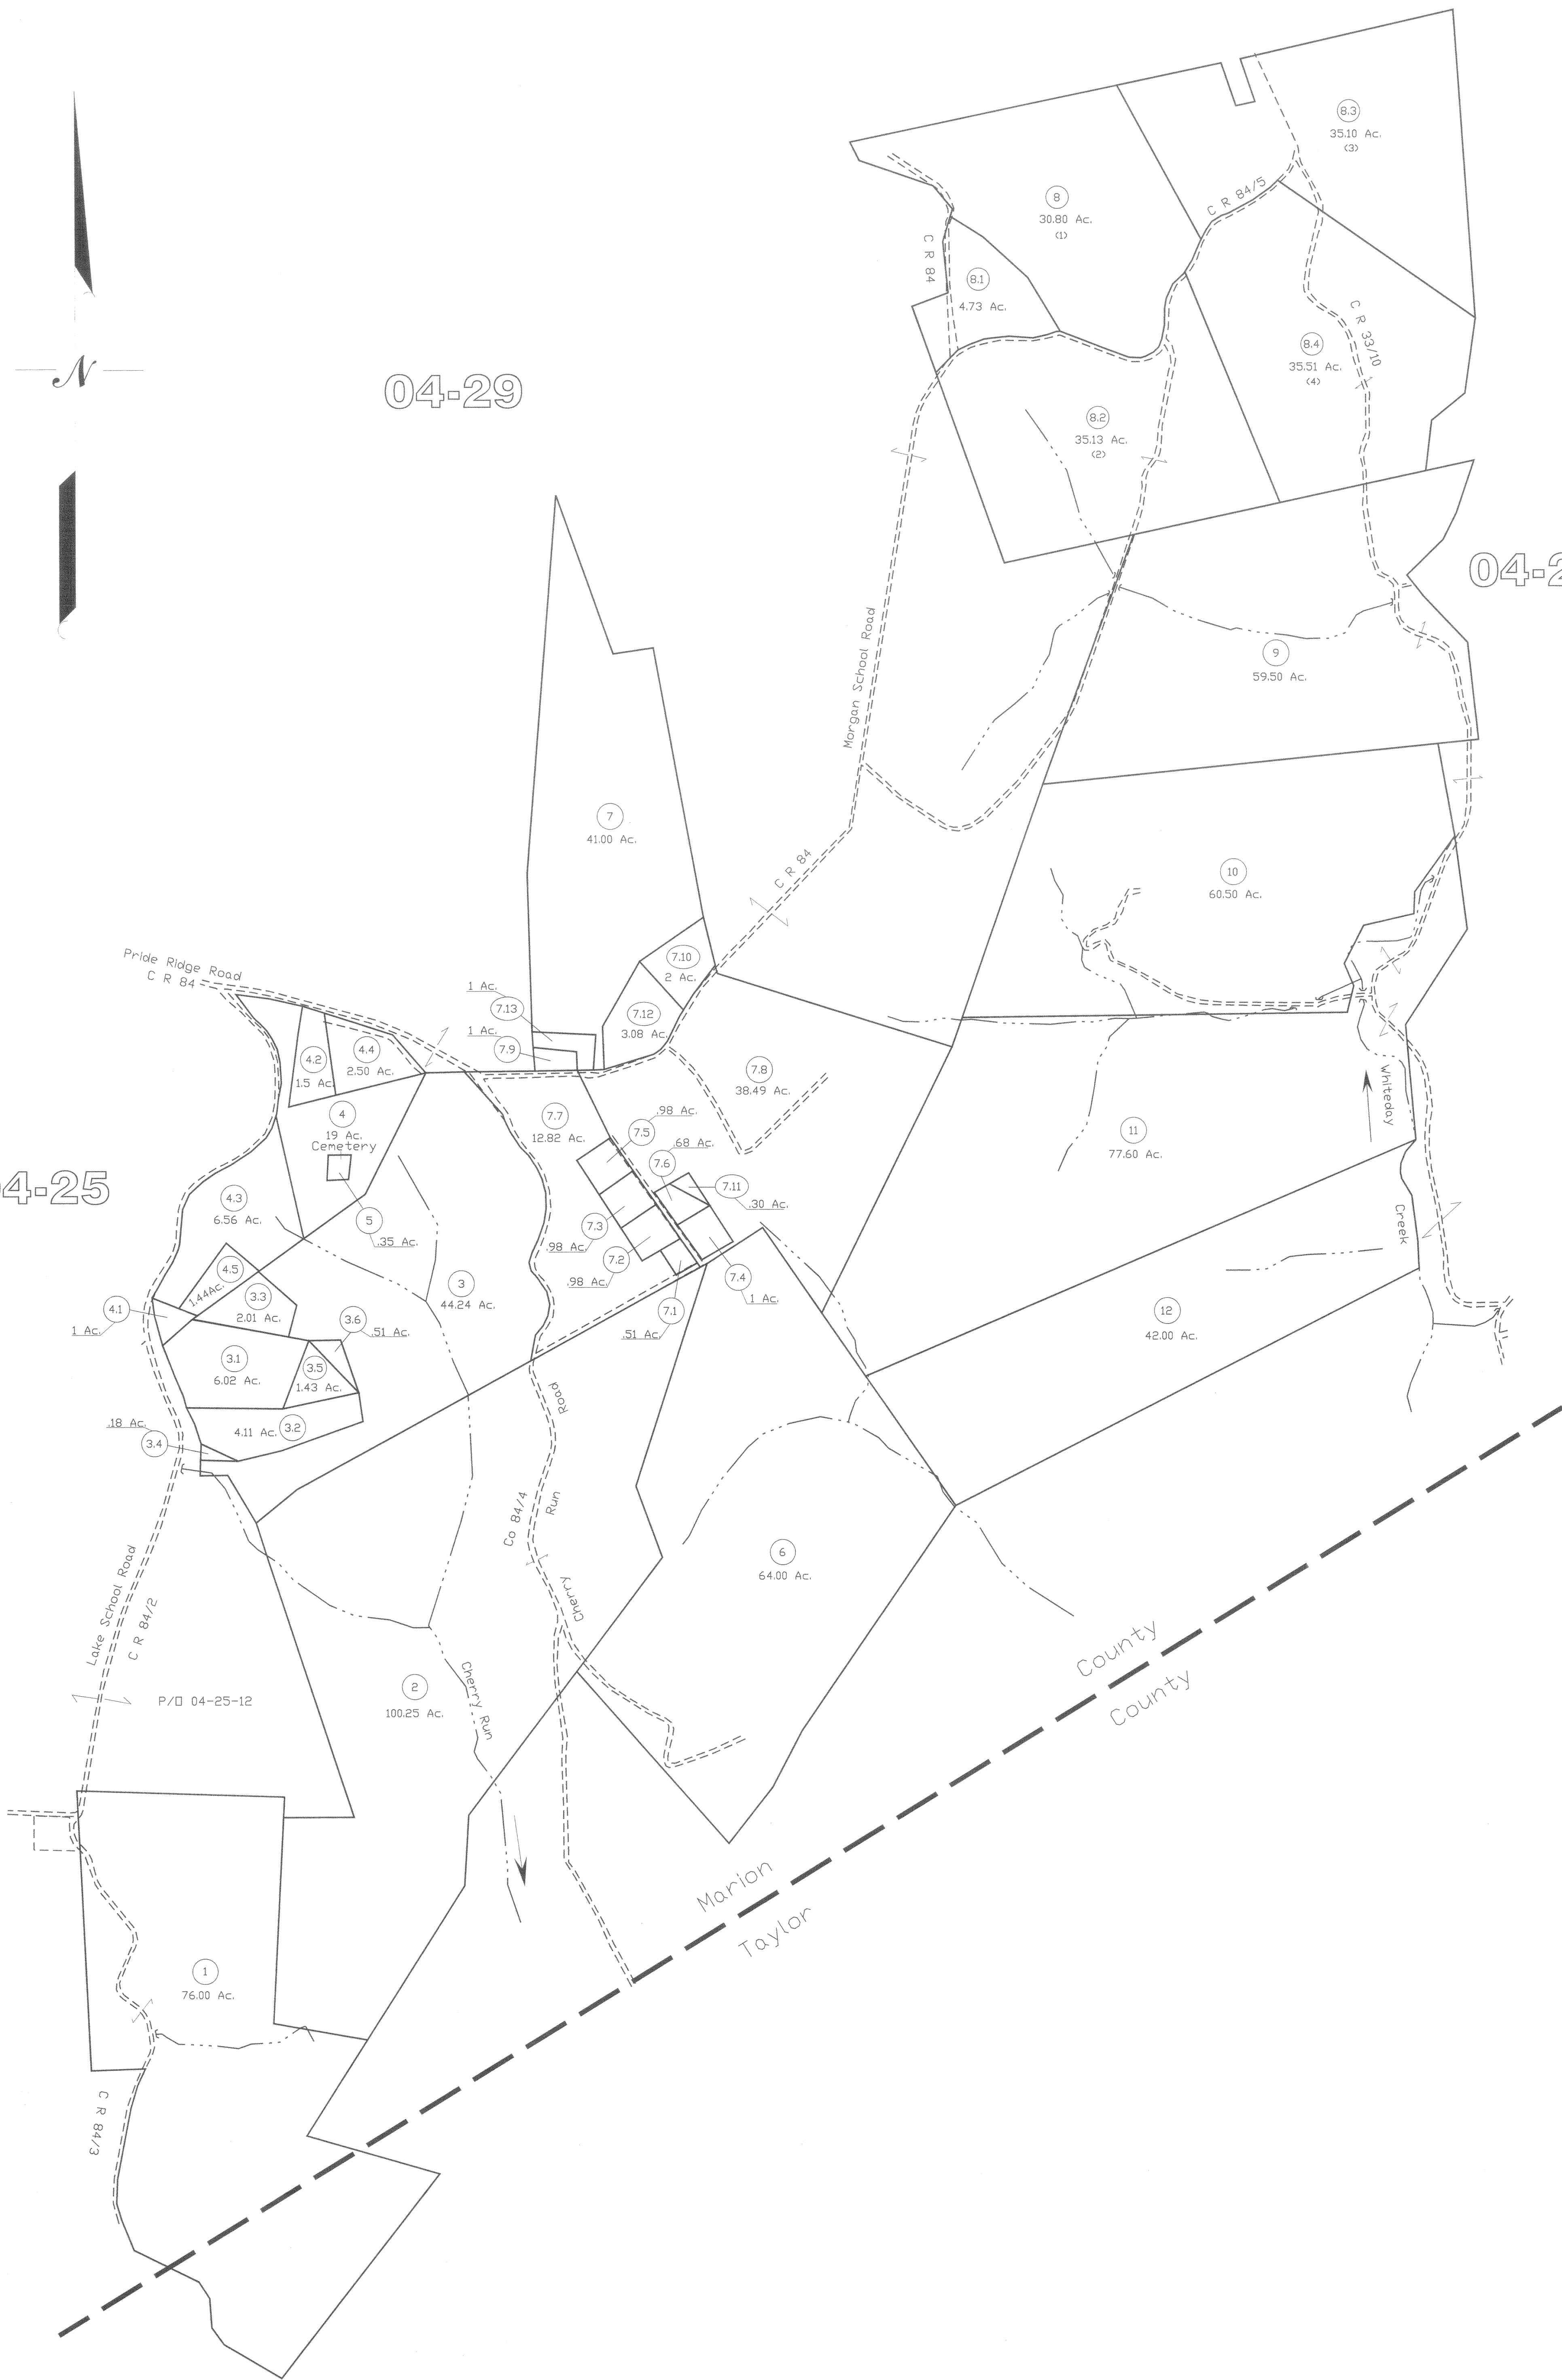 8.3
35.10 Ac.
(3)
8
30.80 Ac.
(1)
C R 84/5
C R 84
8.1
4.73 Ac.
C R 33/10
8.4
35.51 Ac.
(4)
N
04-29
8.2
35.13 Ac.
(2)
04-2
Morgan School Road
9
59.50 Ac.
7
41.00 Ac.
C R 84
10
60.50 Ac.
Pride Ridge Road
C R 84
7.10
2 Ac.
1 Ac.
7.13
7.12
3.08 Ac.
1 Ac.
7.9
4.2
1.5 Ac.
4.4
2.50 Ac.
7.8
38.49 Ac.
Whiteday
Creek
4
19 Ac.
Cemetery
7.7
12.82 Ac.
.98 Ac.
7.5
.68 Ac.
7.6
11
77.60 Ac.
4-25
4.3
6.56 Ac.
7.11
.30 Ac.
5
.35 Ac.
7.3
.98 Ac.
7.2
.98 Ac.
4.5
1.44Ac.
3.3
2.01 Ac.
3
44.24 Ac.
7.4
1 Ac.
4.1
1 Ac.
7.1
.51 Ac.
3.6
.51 Ac.
12
42.00 Ac.
3.1
6.02 Ac.
3.5
1.43 Ac.
.18 Ac.
3.4
4.11 Ac.
3.2
Cherry Run Road
Co 84/4
6
64.00 Ac.
Lake School Road
C R 84/2
P/O 04-25-12
2
100.25 Ac.
Cherry Run
Marion County
Taylor County
1
76.00 Ac.
C R 84/3